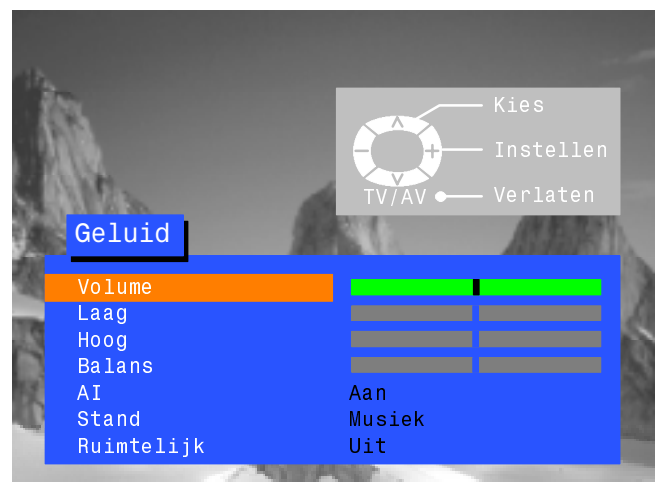 Kies
Instellen
TV/AV Verlaten
Geluid
Volume
Laag
Hoog
Balans
AI Aan
Stand Musiek
Ruimtelijk Uit